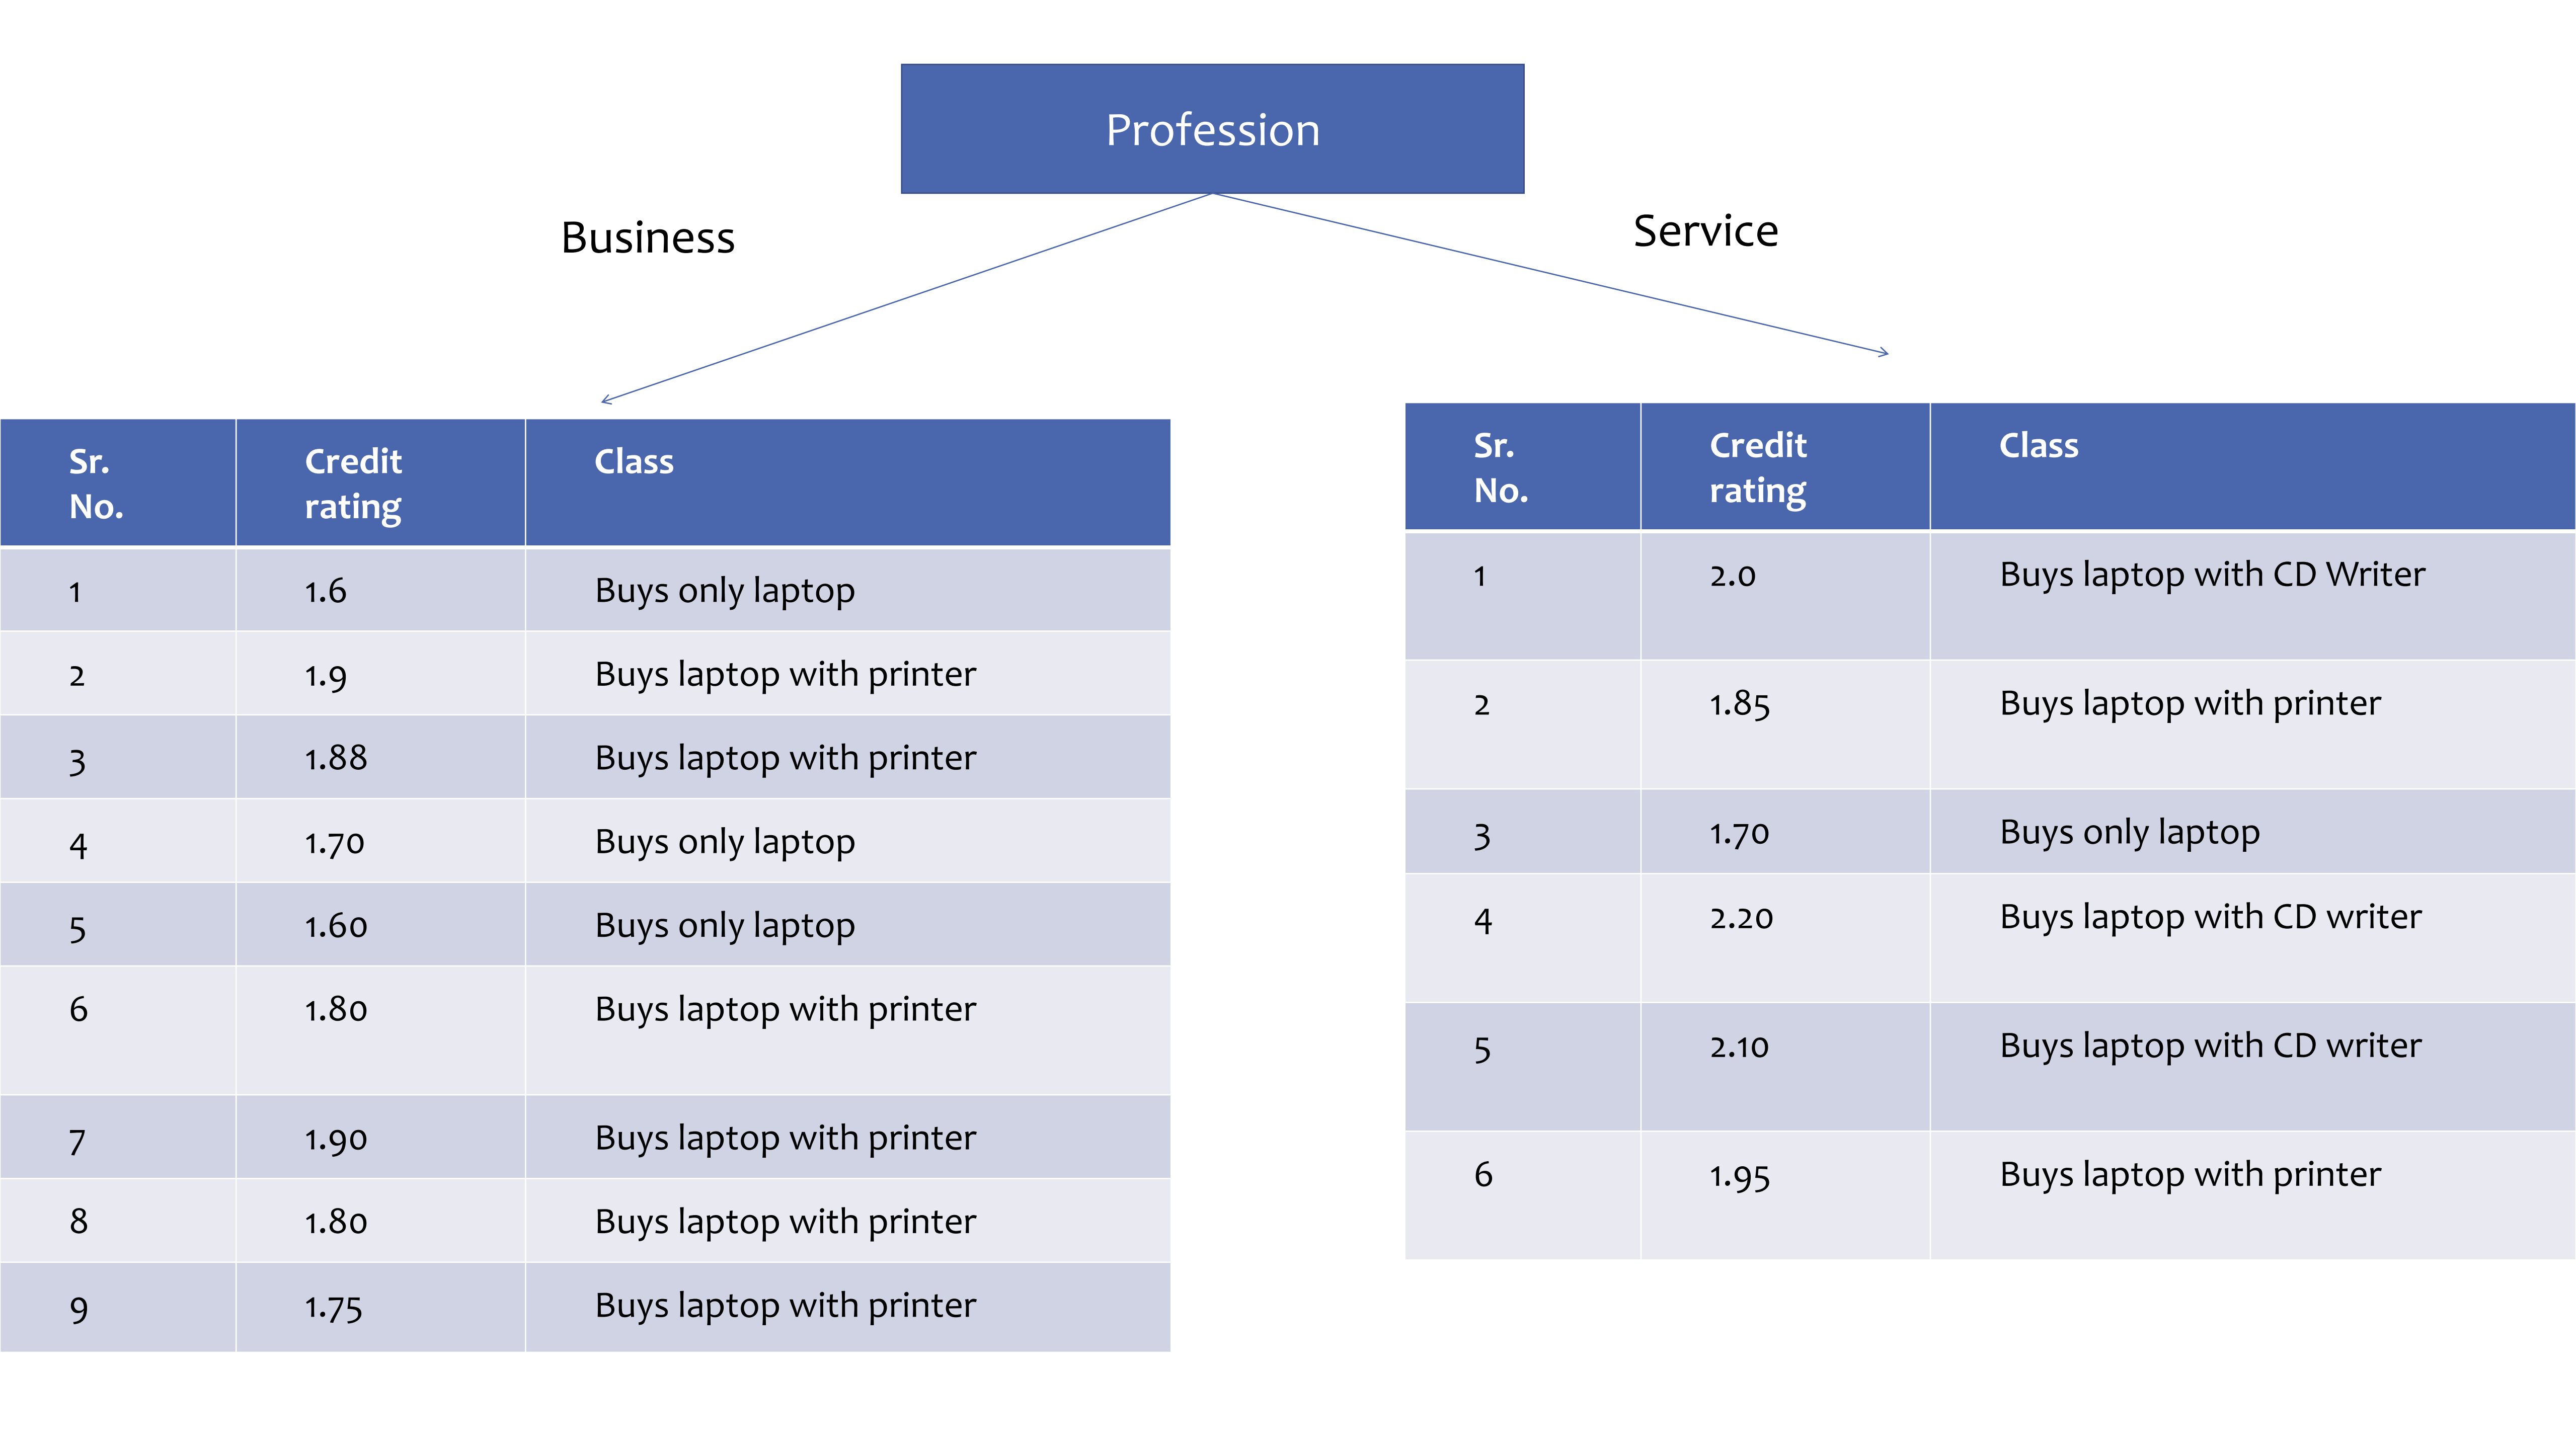 Profession
Business
Service
Sr. No. Credit rating Class
1 1.6 Buys only laptop
2 1.9 Buys laptop with printer
3 1.88 Buys laptop with printer
4 1.70 Buys only laptop
5 1.60 Buys only laptop
6 1.80 Buys laptop with printer
7 1.90 Buys laptop with printer
8 1.80 Buys laptop with printer
9 1.75 Buys laptop with printer
Sr. No. Credit rating Class
1 2.0 Buys laptop with CD Writer
2 1.85 Buys laptop with printer
3 1.70 Buys only laptop
4 2.20 Buys laptop with CD writer
5 2.10 Buys laptop with CD writer
6 1.95 Buys laptop with printer